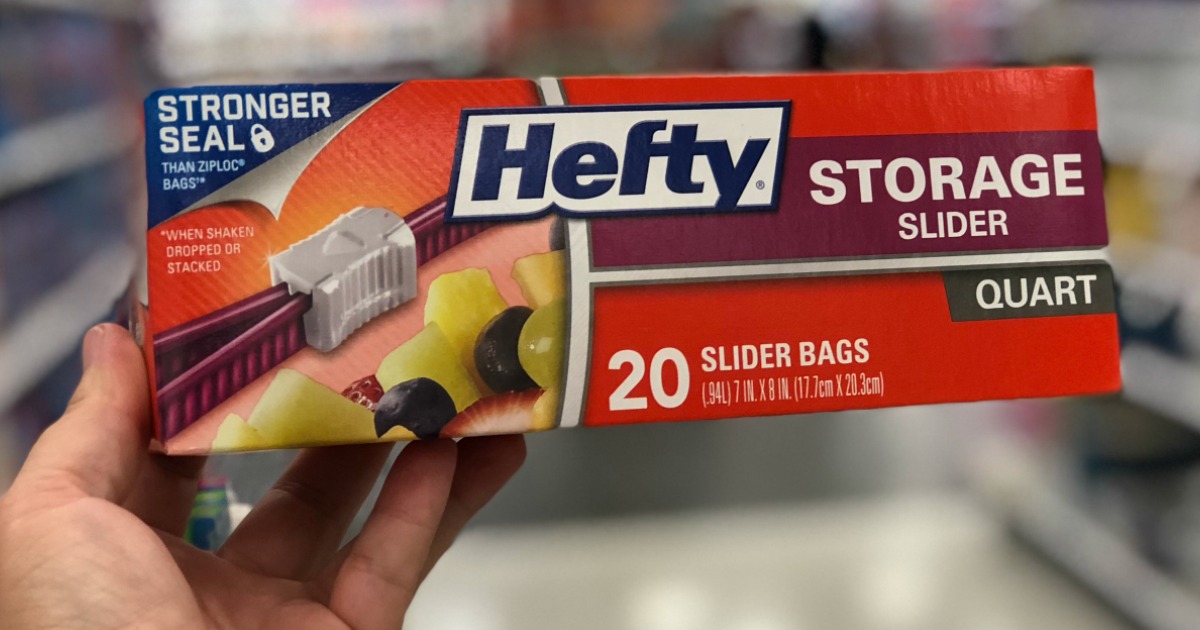 STRONGER
SEAL
THAN ZIPLOC®
BAGS†*
*WHEN SHAKEN
DROPPED OR
STACKED
Hefty®
STORAGE
SLIDER
QUART
20 SLIDER BAGS
(.94L) 7 IN. X 8 IN. (17.7cm X 20.3cm)